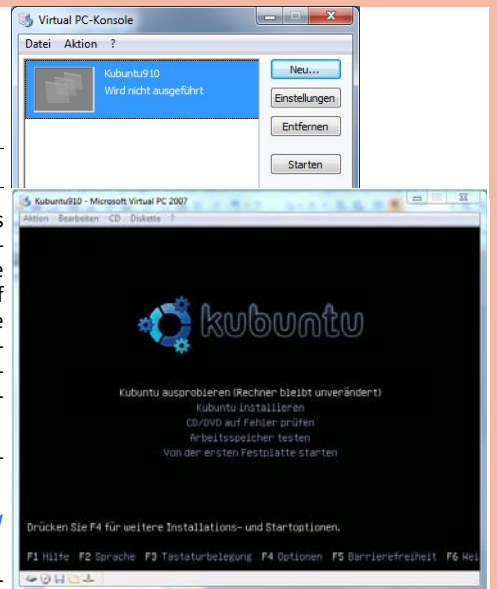 Virtual PC-Konsole
Datei Aktion ?
Kubuntu910
Wird nicht ausgeführt
Neu...
Einstellungen
Entfernen
Starten
Kubuntu910 - Microsoft Virtual PC 2007
Aktion Bearbeiten CD Diskette ?
kubuntu
Kubuntu ausprobieren (Rechner bleibt unverändert)
Kubuntu installieren
CD/DVD auf Fehler prüfen
Arbeitsspeicher testen
Von der ersten Festplatte starten
Drücken Sie F4 für weitere Installations- und Startoptionen.
F1 Hilfe F2 Sprache F3 Tastaturbelegung F4 Optionen F5 Barrierefreiheit F6